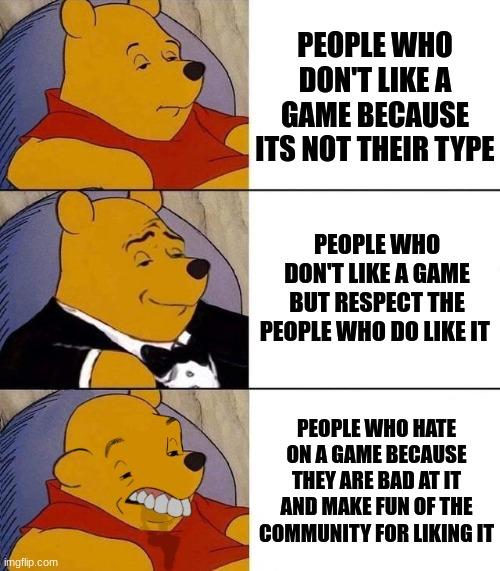 PEOPLE WHO
DON'T LIKE A
GAME BECAUSE
ITS NOT THEIR TYPE
PEOPLE WHO
DON'T LIKE A GAME
BUT RESPECT THE
PEOPLE WHO DO LIKE IT
PEOPLE WHO HATE
ON A GAME BECAUSE
THEY ARE BAD AT IT
AND MAKE FUN OF THE
COMMUNITY FOR LIKING IT
imgflip.com